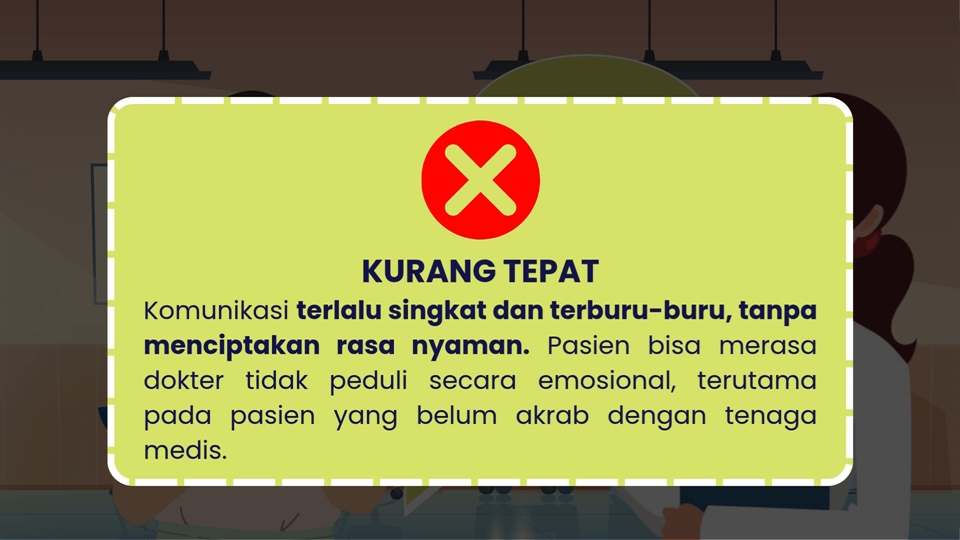 KURANG TEPAT
Komunikasi terlalu singkat dan terburu-buru, tanpa
menciptakan rasa nyaman. Pasien bisa merasa
dokter tidak peduli secara emosional, terutama
pada pasien yang belum akrab dengan tenaga
medis.